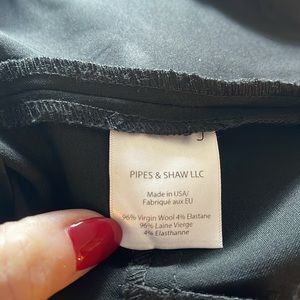 PIPES & SHAW LLC
Made in USA/
Fabriqué aux EU
96% Virgin Wool 4% Elastane
96% Laine Vierge
4% Elasthanne